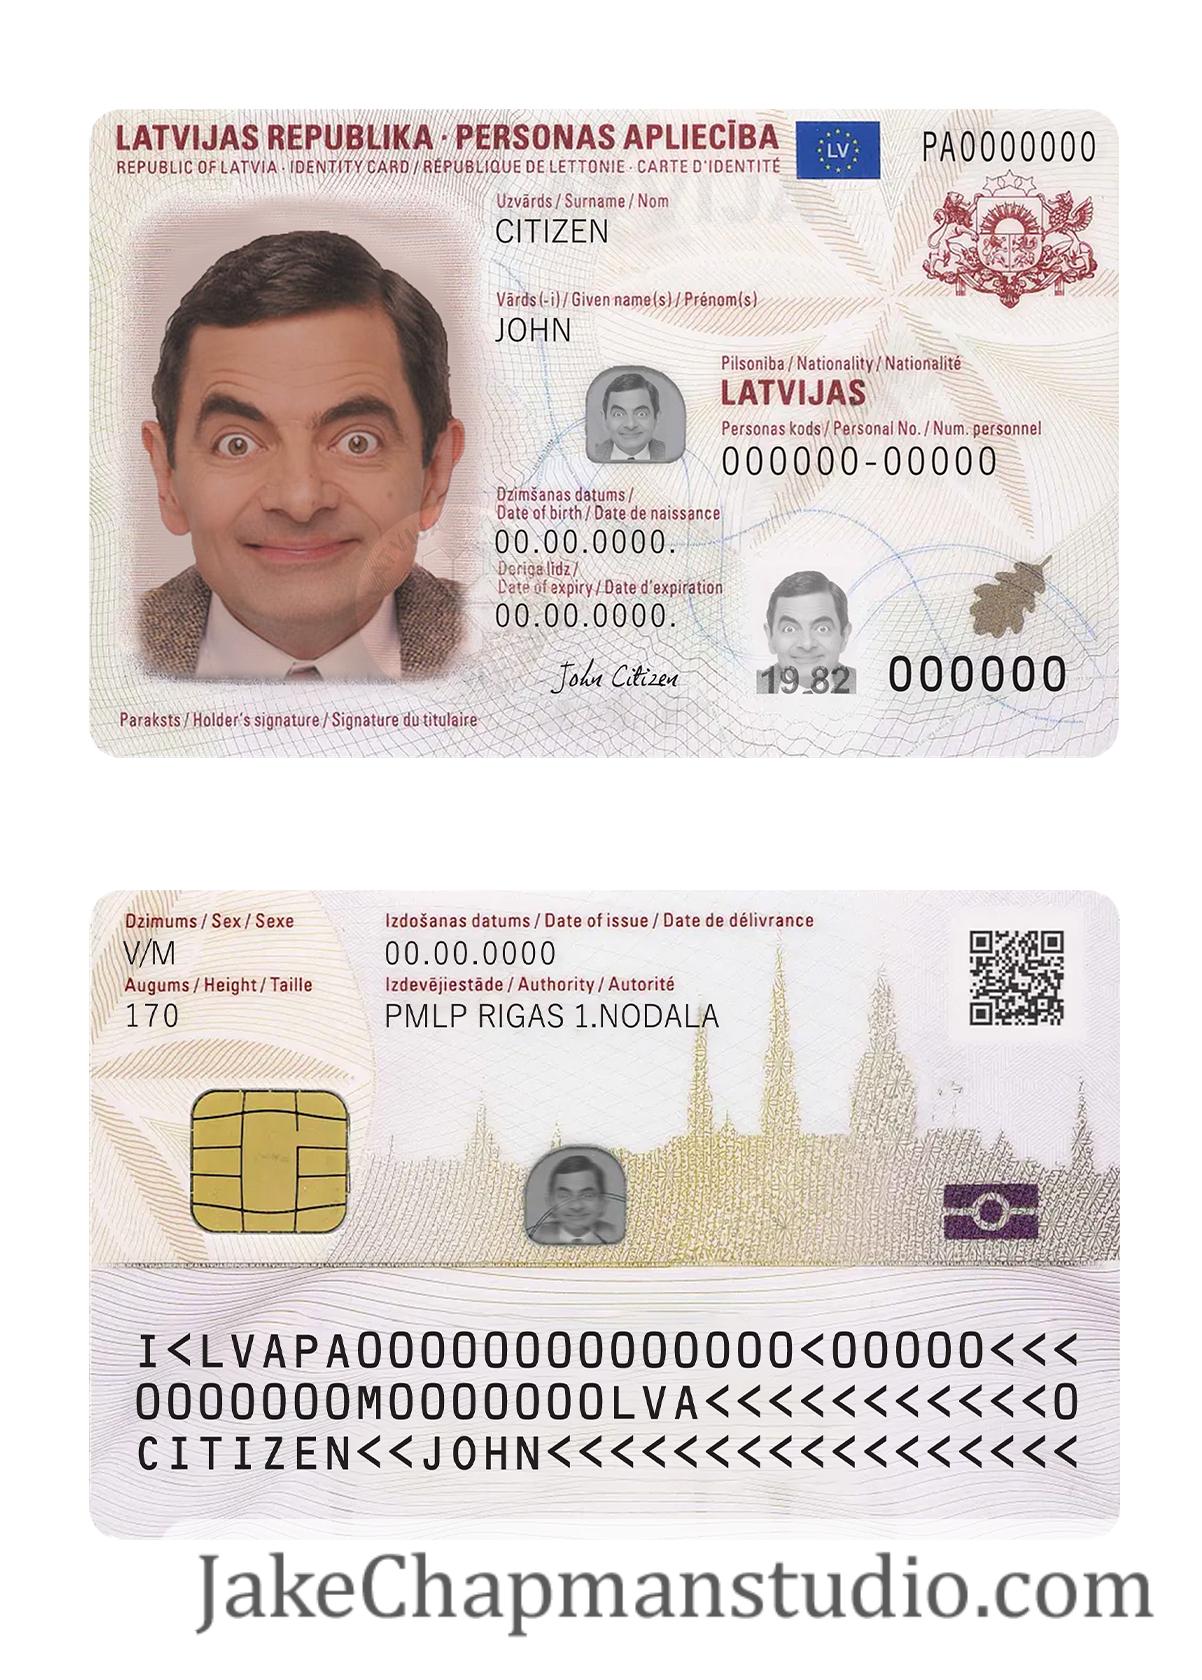 LATVIJAS REPUBLIKA · PERSONAS APLIECĪBA
REPUBLIC OF LATVIA · IDENTITY CARD / RÉPUBLIQUE DE LETTONIE · CARTE D'IDENTITÉ
LV
PA0000000
Uzvārds / Surname / Nom
CITIZEN
Vārds (-i) / Given name(s) / Prénom(s)
JOHN
Pilsoniba / Nationality / Nationalité
LATVIJAS
Personas kods / Personal No. / Num. personnel
000000-00000
Dzimšanas datums /
Date of birth / Date de naissance
00.00.0000.
Deriga līdz /
Date of expiry / Date d'expiration
00.00.0000.
John Citizen
19 82
000000
Paraksts / Holder's signature / Signature du titulaire
Dzimums / Sex / Sexe
V/M
Augums / Height / Taille
170
Izdošanas datums / Date of issue / Date de délivrance
00.00.0000
Izdevējiestāde / Authority / Autorité
PMLP RIGAS 1.NODALA
I<LVAPA0000000000000000<00000<<<
0000000M00000000LVA<<<<<<<<<<<<0
CITIZEN<<JOHN<<<<<<<<<<<<<<<<<<<
JakeChapmanstudio.com